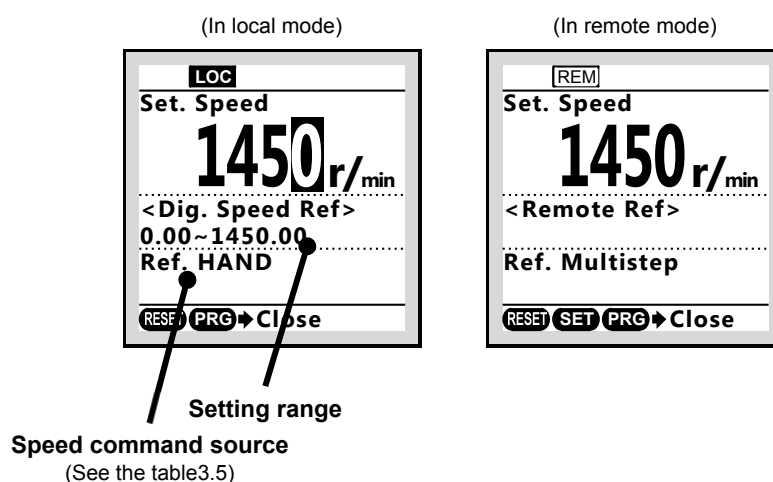 (In local mode)
LOC
Set. Speed
1450 r/min
<Dig. Speed Ref>
0.00~1450.00
Ref. HAND
RESET PRG➧Close
Setting range
Speed command source
(See the table3.5)
(In remote mode)
REM
Set. Speed
1450 r/min
<Remote Ref>
Ref. Multistep
RESET SET PRG➧Close